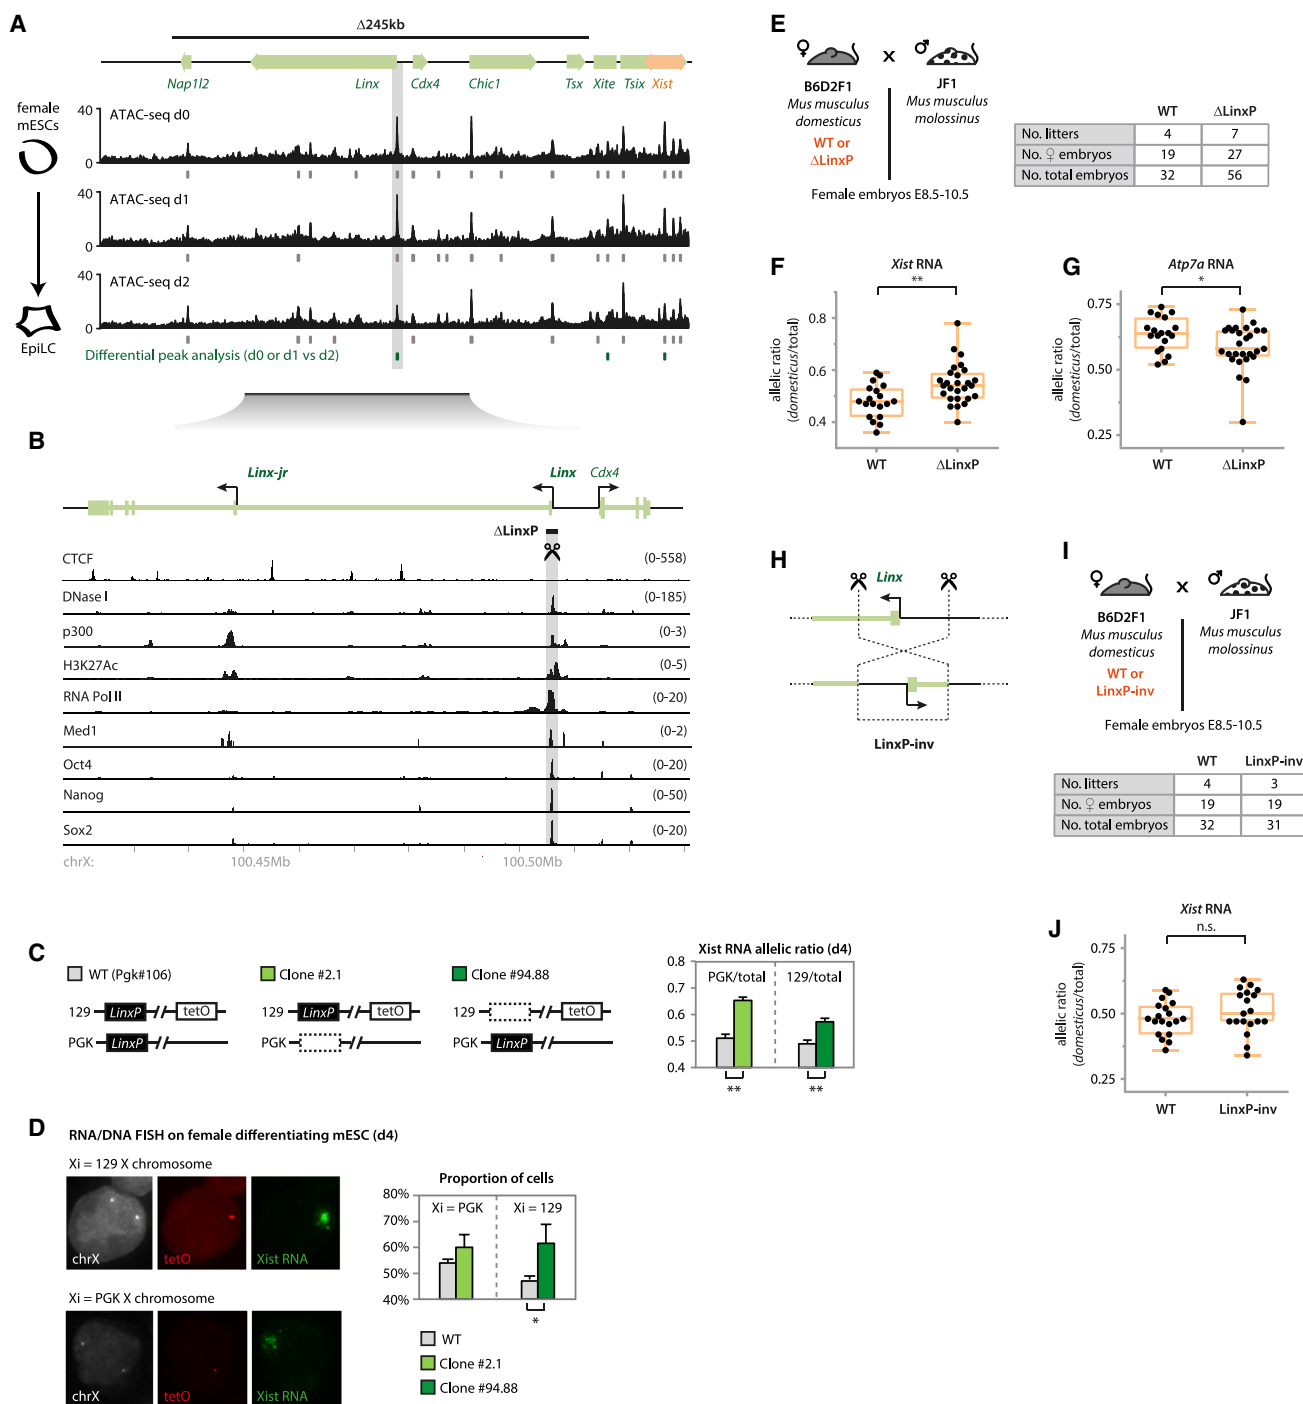 A
Δ245kb
Nap1l2
Linx
Cdx4
Chic1
Tsx
Xite
Tsix
Xist
female
mESCs
EpiLC
40
ATAC-seq d0
0
40
ATAC-seq d1
0
40
ATAC-seq d2
0
Differential peak analysis (d0 or d1 vs d2)
B
Linx-jr
Linx
Cdx4
ΔLinxP
CTCF
(0-558)
DNase I
(0-185)
p300
(0-3)
H3K27Ac
(0-5)
RNA Pol II
(0-20)
Med1
(0-2)
Oct4
(0-20)
Nanog
(0-50)
Sox2
(0-20)
chrX:
100.45Mb
100.50Mb
C
WT (Pgk#106)
129
LinxP
tetO
PGK
LinxP
Clone #2.1
129
LinxP
tetO
PGK
Clone #94.88
129
tetO
PGK
LinxP
Xist RNA allelic ratio (d4)
0.8
0.7
0.6
0.5
0.4
PGK/total
129/total
**
**
D
RNA/DNA FISH on female differentiating mESC (d4)
Xi = 129 X chromosome
chrX
tetO
Xist RNA
Xi = PGK X chromosome
chrX
tetO
Xist RNA
Proportion of cells
80%
70%
60%
50%
40%
Xi = PGK
Xi = 129
*
WT
Clone #2.1
Clone #94.88
E
♀
x
♂
B6D2F1
Mus musculus
domesticus
WT or
ΔLinxP
JF1
Mus musculus
molossinus
Female embryos E8.5-10.5
WT ΔLinxP
No. litters 4 7
No. ♀ embryos 19 27
No. total embryos 32 56
F
Xist RNA
**
allelic ratio
(domesticus/total)
0.8
0.6
0.4
WT
ΔLinxP
G
Atp7a RNA
*
allelic ratio
(domesticus/total)
0.75
0.50
0.25
WT
ΔLinxP
H
Linx
LinxP-inv
I
♀
x
♂
B6D2F1
Mus musculus
domesticus
WT or
LinxP-inv
JF1
Mus musculus
molossinus
Female embryos E8.5-10.5
WT LinxP-inv
No. litters 4 3
No. ♀ embryos 19 19
No. total embryos 32 31
J
Xist RNA
n.s.
allelic ratio
(domesticus/total)
0.75
0.50
0.25
WT
LinxP-inv